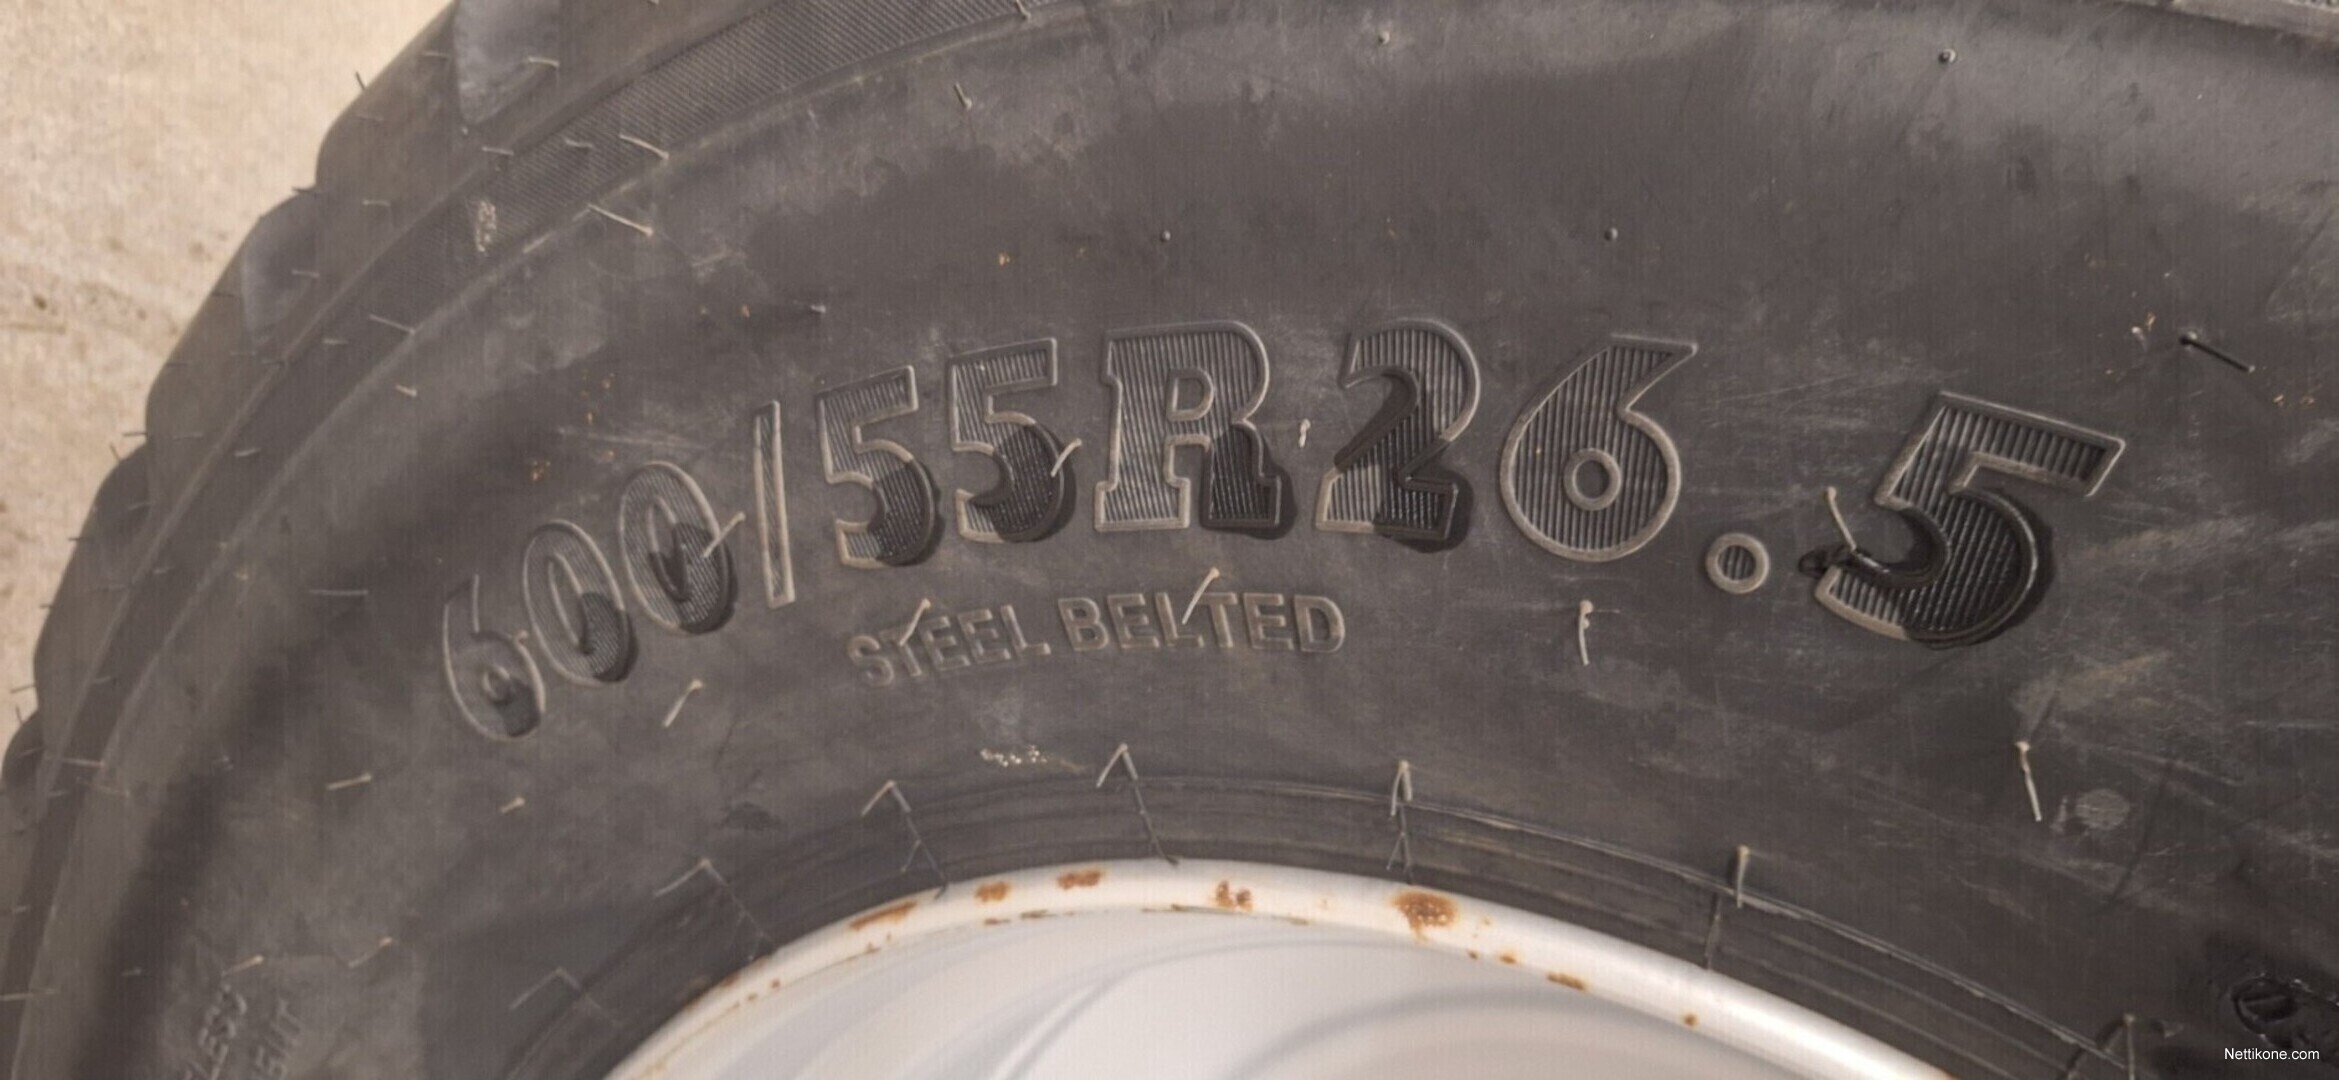 600/55R26.5
STEEL BELTED
Nettikone.com